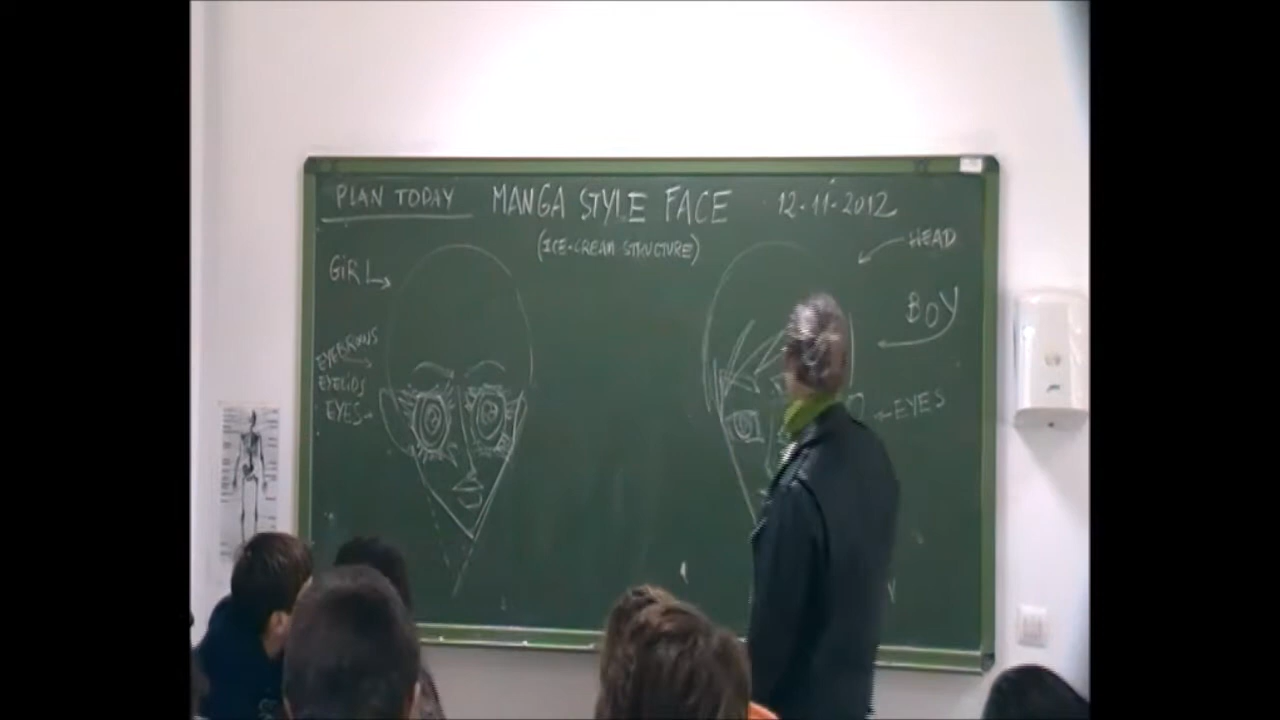 PLAN TODAY MANGA STYLE FACE 12-11-2012
(ICE-CREAM STRUCTURE)
HEAD
GiRL
BOY
EYEBROWS
EYELiDS
EYES
EYES